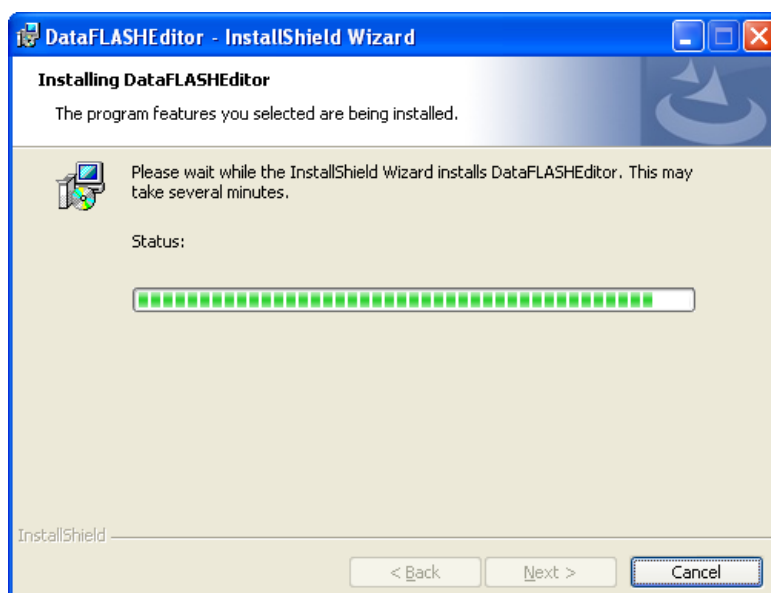 DataFLASHEditor - InstallShield Wizard
Installing DataFLASHEditor
The program features you selected are being installed.
Please wait while the InstallShield Wizard installs DataFLASHEditor. This may
take several minutes.
Status:
InstallShield
< Back
Next >
Cancel